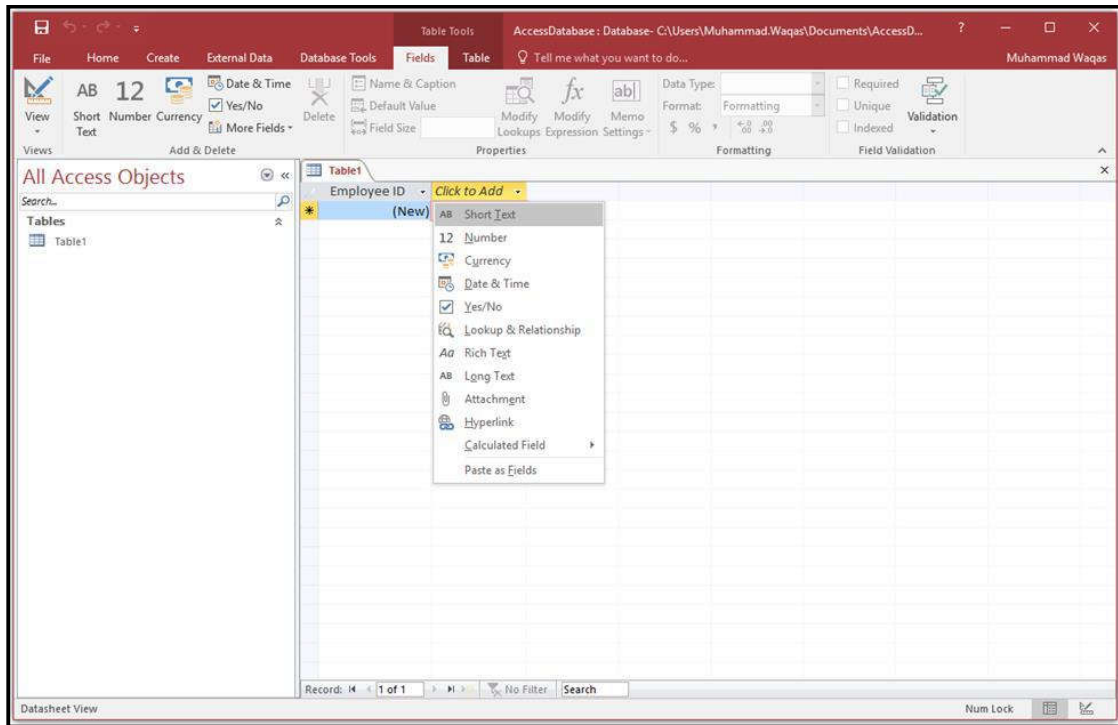 Table Tools AccessDatabase : Database- C:\Users\Muhammad.Waqas\Documents\AccessD... ?
File Home Create External Data Database Tools Fields Table Tell me what you want to do... Muhammad Waqas
View
AB Short Text
12 Number
Currency
Date & Time
Yes/No
More Fields
Delete
Name & Caption
Default Value
Field Size
Modify Lookups
fx Modify Expression
ab| Memo Settings
Data Type:
Format: Formatting
$ % , .00 .00
Required
Unique
Indexed
Validation
Views Add & Delete Properties Formatting Field Validation
All Access Objects
Search...
Tables
Table1
Table1
Employee ID Click to Add
(New)
AB Short Text
12 Number
Currency
Date & Time
Yes/No
Lookup & Relationship
Aa Rich Text
AB Long Text
Attachment
Hyperlink
Calculated Field
Paste as Fields
Record: 1 of 1 No Filter Search
Datasheet View Num Lock